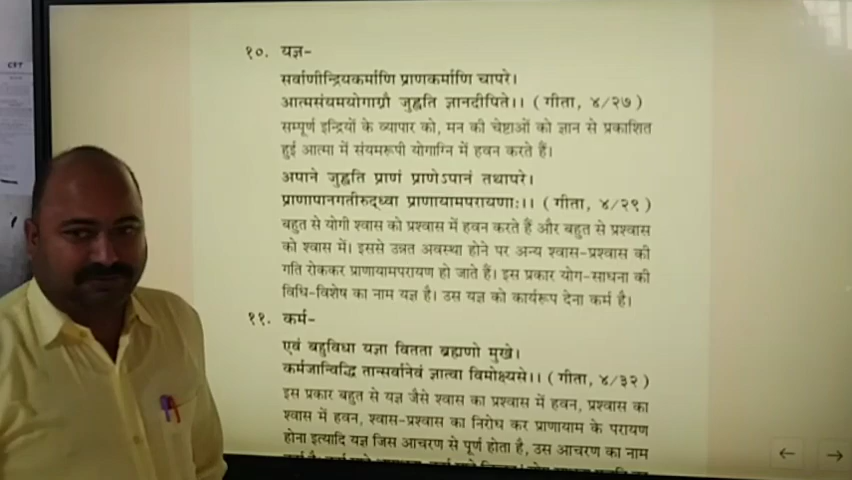 CET
१०. यज्ञ-
सर्वाणीन्द्रियकर्माणि प्राणकर्माणि चापरे।
आत्मसंयमयोगाग्नौ जुह्वति ज्ञानदीपिते।। (गीता, ४/२७)
सम्पूर्ण इन्द्रियों के व्यापार को, मन की चेष्टाओं को ज्ञान से प्रकाशित
हुई आत्मा में संयमरूपी योगाग्नि में हवन करते हैं।
अपाने जुह्वति प्राणं प्राणेऽपानं तथापरे।
प्राणापानगतीरुद्ध्वा प्राणायामपरायणाः।। (गीता, ४/२९)
बहुत से योगी श्वास को प्रश्वास में हवन करते हैं और बहुत से प्रश्वास
को श्वास में। इससे उन्नत अवस्था होने पर अन्य श्वास-प्रश्वास की
गति रोककर प्राणायामपरायण हो जाते हैं। इस प्रकार योग-साधना की
विधि-विशेष का नाम यज्ञ है। उस यज्ञ को कार्यरूप देना कर्म है।
११. कर्म-
एवं बहुविधा यज्ञा वितता ब्रह्मणो मुखे।
कर्मजान्विद्धि तान्सर्वानेवं ज्ञात्वा विमोक्ष्यसे।। (गीता, ४/३२)
इस प्रकार बहुत से यज्ञ जैसे श्वास का प्रश्वास में हवन, प्रश्वास का
श्वास में हवन, श्वास-प्रश्वास का निरोध कर प्राणायाम के परायण
होना इत्यादि यज्ञ जिस आचरण से पूर्ण होता है, उस आचरण का नाम